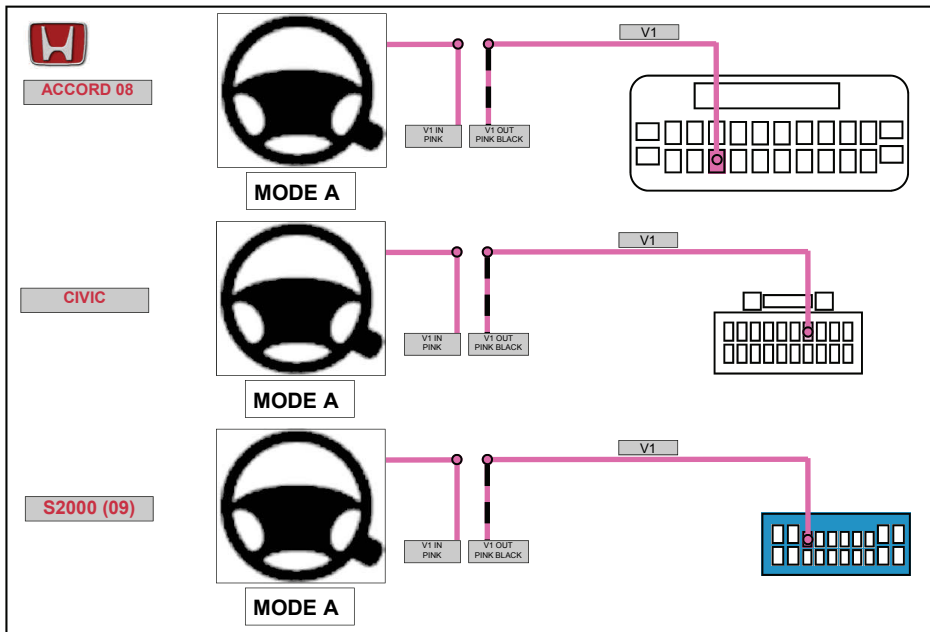 V1
ACCORD 08
V1 IN
PINK
V1 OUT
PINK BLACK
MODE A
V1
CIVIC
V1 IN
PINK
V1 OUT
PINK BLACK
MODE A
V1
S2000 (09)
V1 IN
PINK
V1 OUT
PINK BLACK
MODE A